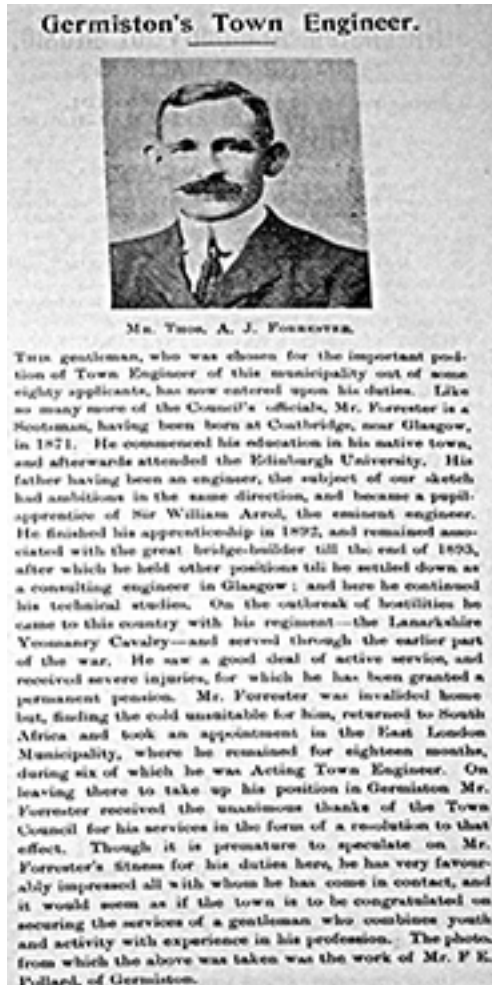 Germiston's Town Engineer.
MR. THOS. A. J. FORRESTER.
THIS gentleman, who was chosen for the important posi-
tion of Town Engineer of this municipality out of some
eighty applicants, has now entered upon his duties. Like
so many more of the Council's officials, Mr. Forrester is a
Scotsman, having been born at Coatbridge, near Glasgow,
in 1871. He commenced his education in his native town,
and afterwards attended the Edinburgh University. His
father having been an engineer, the subject of our sketch
had ambitions in the same direction, and became a pupil-
apprentice of Sir William Arrol, the eminent engineer.
He finished his apprenticeship in 1892, and remained asso-
ciated with the great bridge-builder till the end of 1895,
after which he held other positions till he settled down as
a consulting engineer in Glasgow; and here he continued
his technical studies. On the outbreak of hostilities he
came to this country with his regiment—the Lanarkshire
Yeomanry Cavalry—and served through the earlier part
of the war. He saw a good deal of active service, and
received severe injuries, for which he has been granted a
permanent pension. Mr. Forrester was invalided home
but, finding the cold unsuitable for him, returned to South
Africa and took an appointment in the East London
Municipality, where he remained for eighteen months,
during six of which he was Acting Town Engineer. On
leaving there to take up his position in Germiston Mr.
Forrester received the unanimous thanks of the Town
Council for his services in the form of a resolution to that
effect. Though it is premature to speculate on Mr.
Forrester's fitness for his duties here, he has very favour-
ably impressed all with whom he has come in contact, and
it would seem as if the town is to be congratulated on
securing the services of a gentleman who combines youth
and activity with experience in his profession. The photo.
from which the above was taken was the work of Mr. F E.
Pollard, of Germiston.